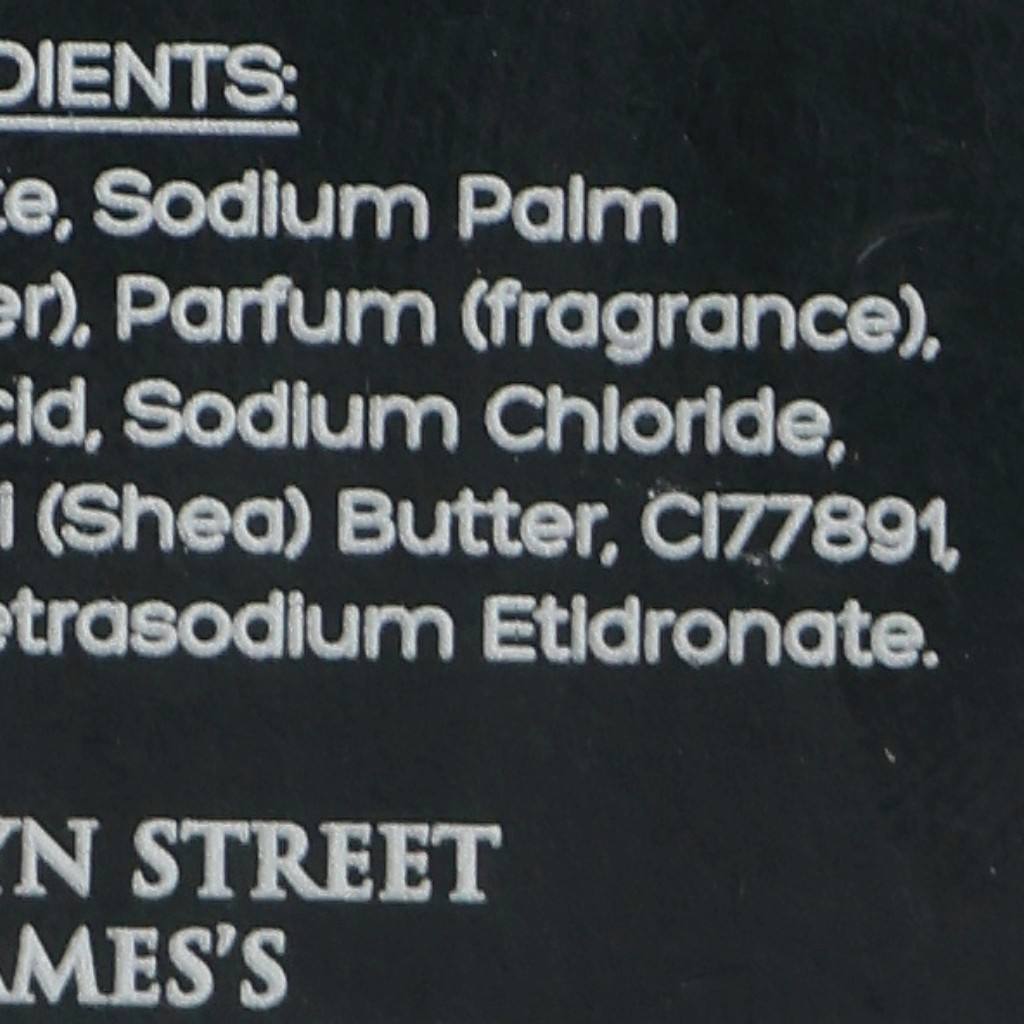 DIENTS:
te, Sodium Palm
er), Parfum (fragrance),
cid, Sodium Chloride,
i (Shea) Butter, CI77891,
etrasodium Etidronate.
YN STREET
AMES'S